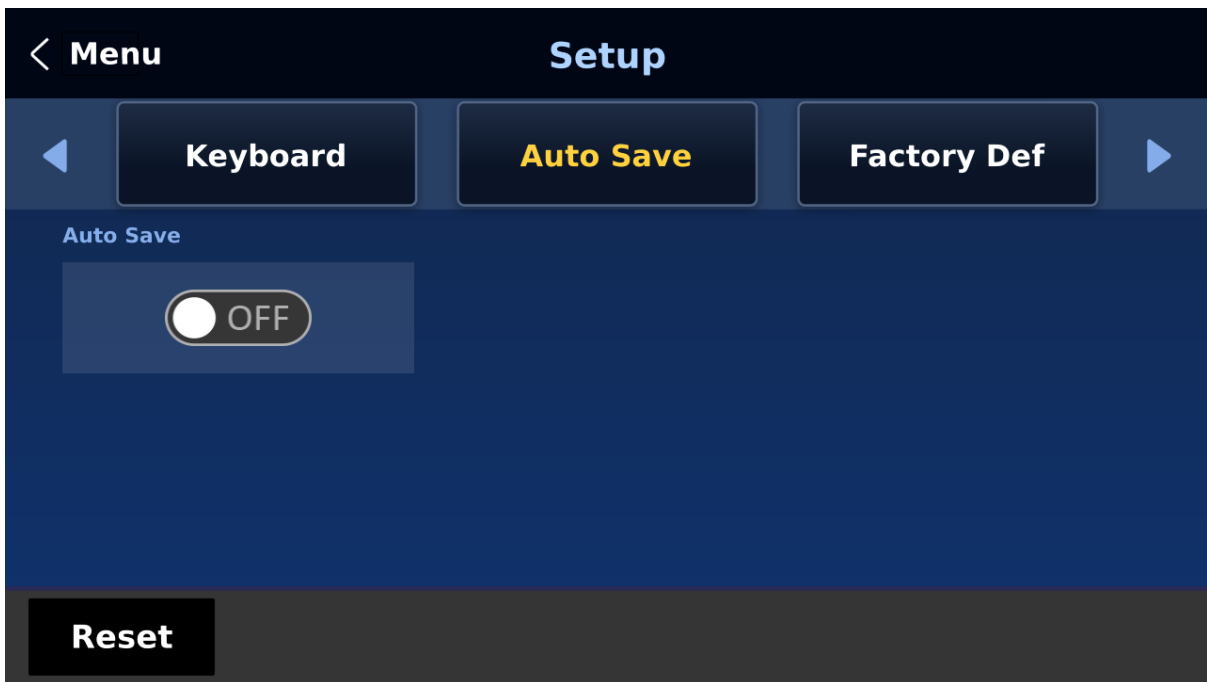 Menu
Setup
Keyboard
Auto Save
Factory Def
Auto Save
OFF
Reset